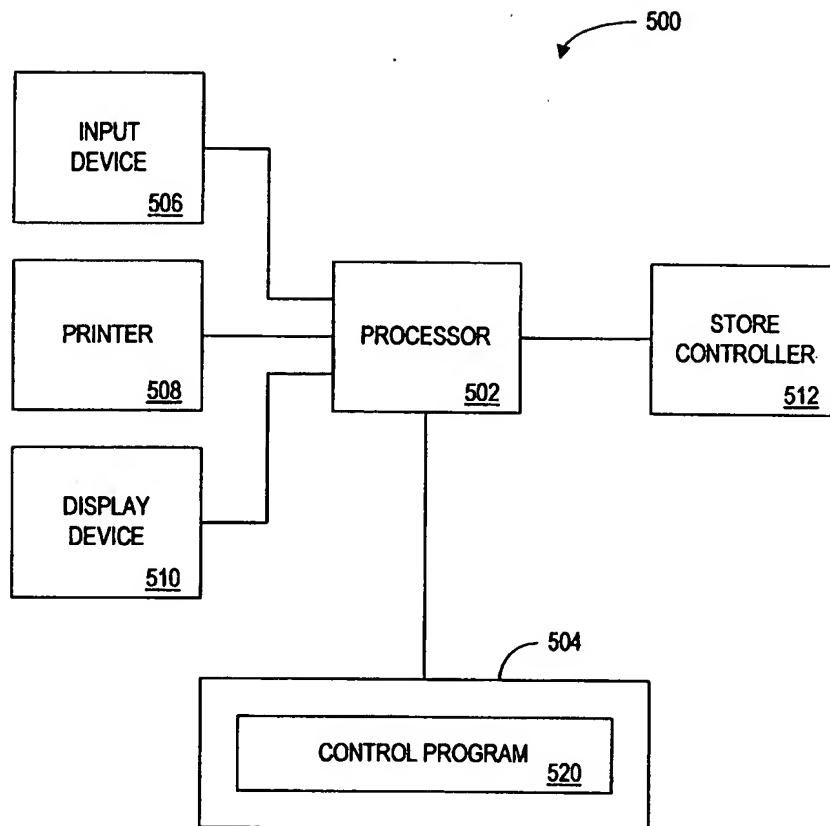 500
INPUT
DEVICE
506
PRINTER
508
DISPLAY
DEVICE
510
PROCESSOR
502
STORE
CONTROLLER
512
504
CONTROL PROGRAM
520